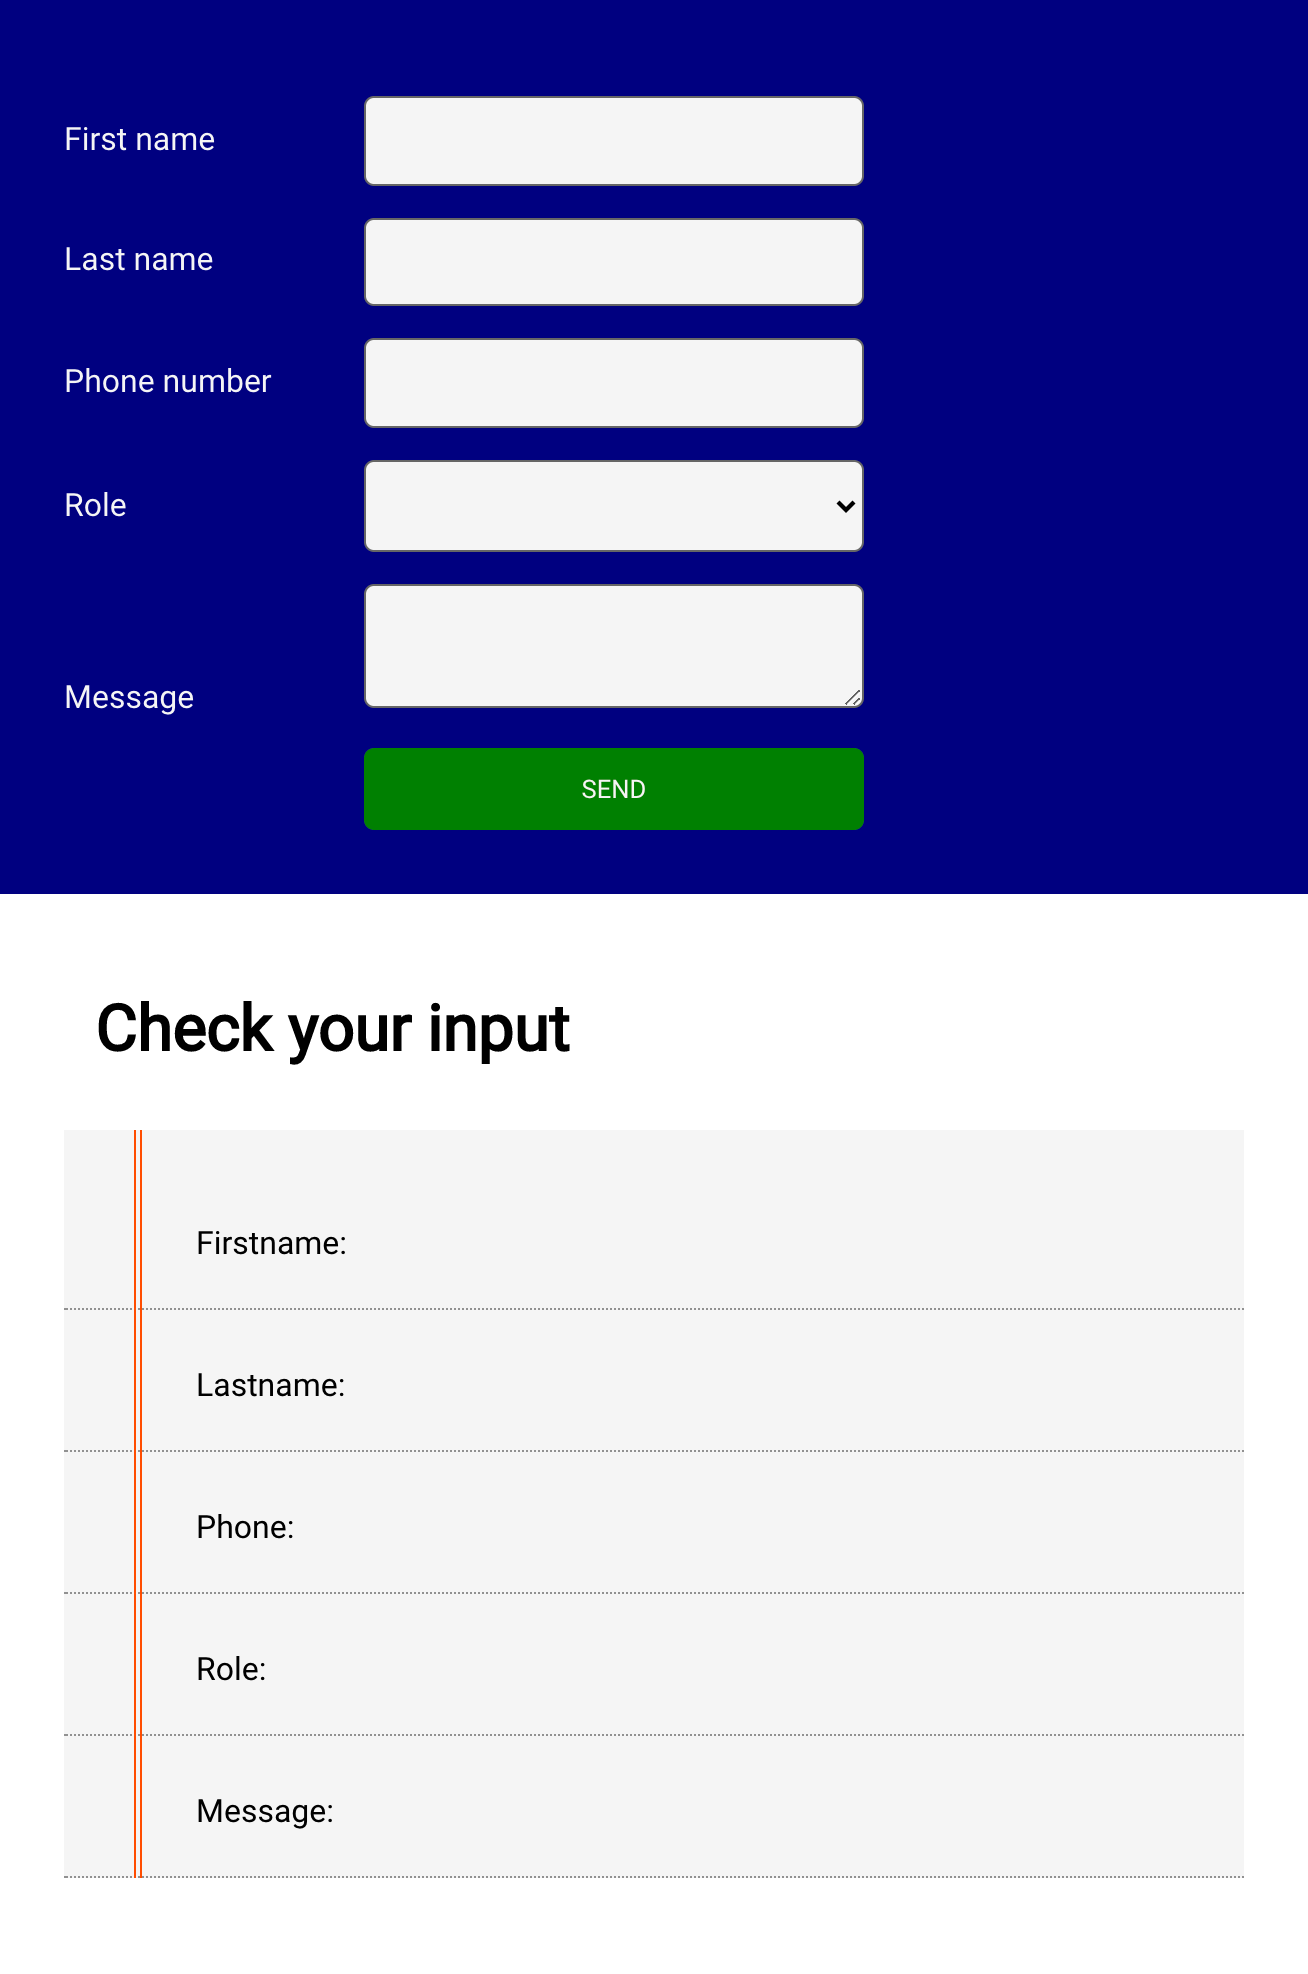 First name
Last name
Phone number
Role
Message
SEND
Check your input
Firstname:
Lastname:
Phone:
Role:
Message: